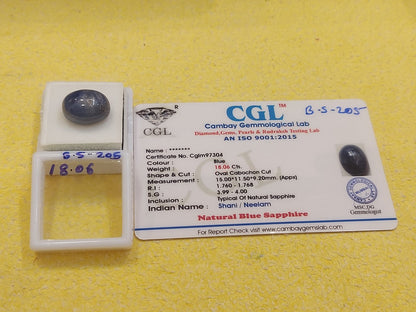 B-S-205
18.06
R
CGL
CGL™
B-S-205
Cambay Gemmological Lab
Diamond,Gems, Pearls & Rudraksh Testing Lab
AN ISO 9001:2015
Name : *******
Certificate No. Cglm97304
Colour : Blue
Weight : 18.06 Cts.
Shape & Cut : Oval Cabochon Cut
Measurement : 15.00*11.50*9.20mm. (Appx)
R.I : 1.760 - 1.768
S.G : 3.99 - 4.00
Inclusion : Typical Of Natural Sapphire
Indian Name : Shani / Neelam
Natural Blue Sapphire
MSC,DG
Gemmologist
For Report Check visit www.cambaygemslab.com